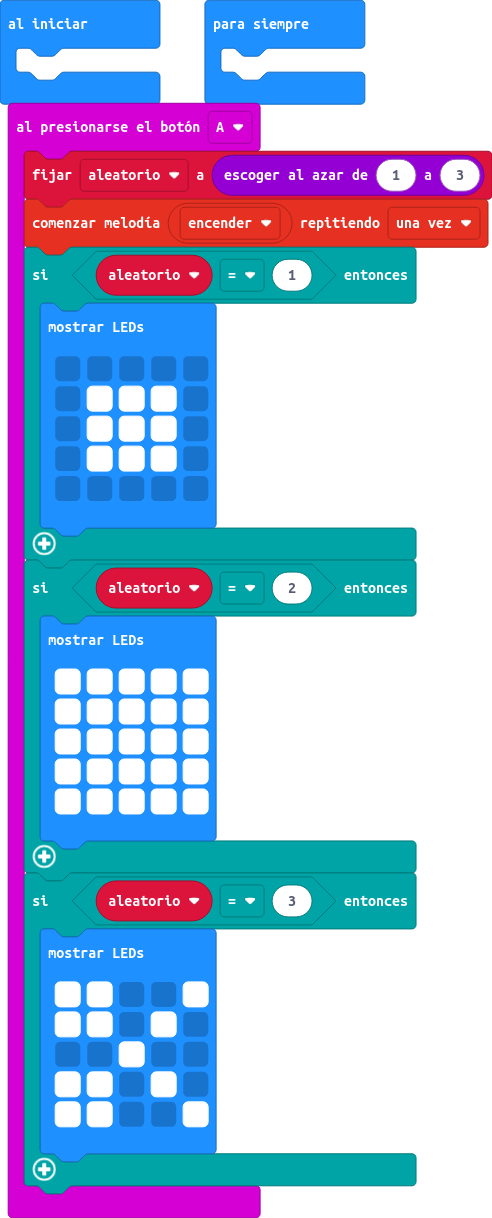 al iniciar
para siempre
al presionarse el botón A
fijar aleatorio a escoger al azar de 1 a 3
comenzar melodía encender repitiendo una vez
si aleatorio = 1 entonces
mostrar LEDs
si aleatorio = 2 entonces
mostrar LEDs
si aleatorio = 3 entonces
mostrar LEDs